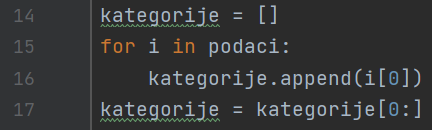 14 kategorije = []
15 for i in podaci:
16     kategorije.append(i[0])
17 kategorije = kategorije[0:]